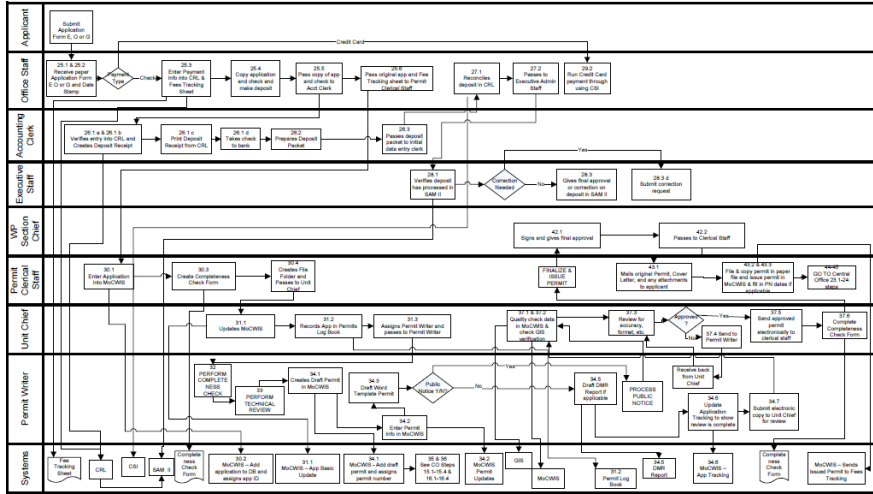 Applicant
Submit
Application
Form E, O or G
Credit Card
Office Staff
25.1 & 25.2
Receive paper
Application Form
E O or G and Date
Stamp
Payment
Type
Check
25.3
Enter Payment
Info into CRL &
Fees Tracking
Sheet
25.4
Copy application
and check and
make deposit
25.5
Pass copy of app
and check to
Acct Clerk
25.6
Pass original app and Fee
Tracking sheet to Permit
Clerical Staff
27.1
Reconciles
deposit in CRL
27.2
Passes to
Executive Admin
Staff
29.2
Run Credit Card
payment through
using CSI
Accounting
Clerk
26.1 a & 26.1 b
Verifies entry into CRL and
Creates Deposit Receipt
26.1 c
Print Deposit
Receipt from CRL
26.1 d
Takes check
to bank
26.2
Prepares Deposit
Packet
26.3
Passes deposit
packet to initial
data entry clerk
Executive
Staff
28.1
Verifies deposit
has processed in
SAM II
Correction
Needed
Yes
No
28.3
Gives final approval
or correction on
deposit in SAM II
28.3 d
Submit correction
request
WP
Section
Chief
42.1
Signs and gives final approval
42.2
Passes to Clerical Staff
Permit
Clerical
Staff
30.1
Enter Application
into MoCWIS
30.3
Create Completeness
Check Form
30.4
Creates File
Folder and
Passes to Unit
Chief
FINALIZE &
ISSUE
PERMIT
43.1
Mails original Permit, Cover
Letter, and any attachments
to applicant
43.2 & 43.3
File & copy permit in paper
file and issue permit in
MoCWIS & fill in PN dates if
applicable
44-45
GO TO Central
Office 25.1-24
steps
Unit Chief
31.1
Updates MoCWIS
31.2
Records App in Permits
Log Book
31.3
Assigns Permit Writer and
passes to Permit Writer
37.1 & 37.2
Quality check data
in MoCWIS &
check GIS
verification
37.3
Review for
accuracy,
format, etc.
Approved
?
Yes
No
37.4 Send to
Permit Writer
37.5
Send approved
permit
electronically to
clerical staff
37.6
Complete
Completeness
Check Form
Permit Writer
32
PERFORM
COMPLETE
NESS
CHECK
33
PERFORM
TECHNICAL
REVIEW
34.1
Creates Draft Permit
in MoCWIS
34.3
Draft Word
Template Permit
34.2
Enter Permit
Info in MoCWIS
Public
Notice Y/N?
Yes
No
34.5
Draft DMR
Report if
applicable
PROCESS
PUBLIC
NOTICE
Receive back
from Unit
Chief
34.6
Update
Application
Tracking to show
review is complete
34.7
Submit electronic
copy to Unit Chief
for review
Systems
Fee
Tracking
Sheet
CRL
CSI
SAM II
Complete
ness
Check
Form
30.2
MoCWIS – Add
application to DB and
assigns app ID
31.1
MoCWIS - App Basic
Update
34.1
MoCWIS - Add draft
permit and assigns
permit number
35 & 36
See CO Steps
15.1-15.4
16.1-16.4
34.2
MoCWIS
Permit
Updates
GIS
MoCWIS
31.2
Permit Log
Book
34.5
DMR
Report
34.6
MoCWIS –
App Tracking
Complete
ness
Check
Form
MoCWIS – Sends
Issued Permit to Fees
Tracking